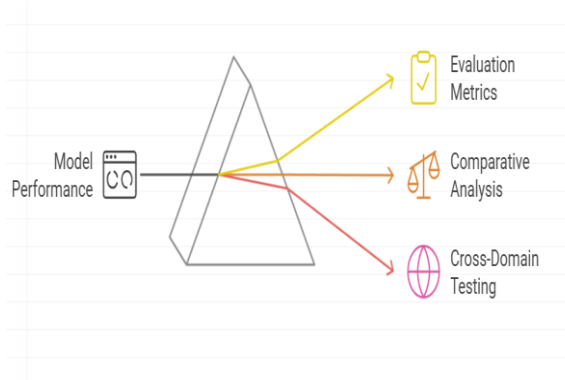 Model
Performance
Evaluation
Metrics
Comparative
Analysis
Cross-Domain
Testing